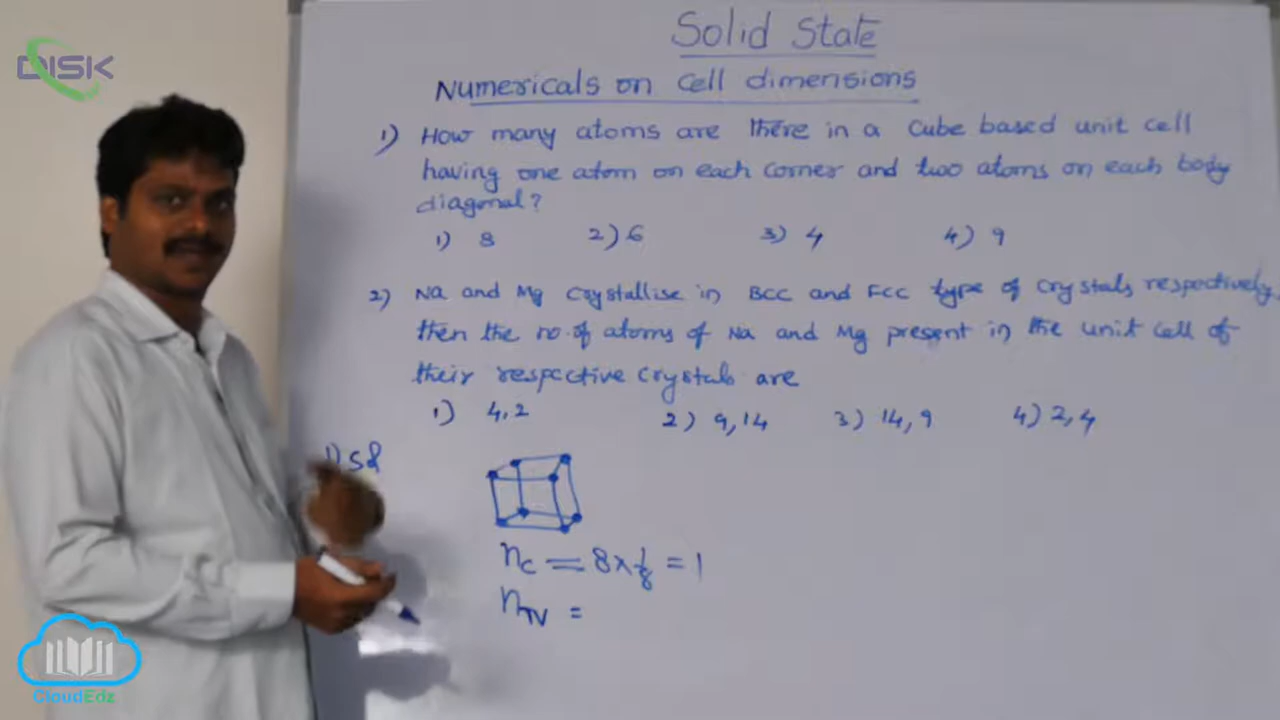 DISK
Solid State
Numericals on cell dimensions
1) How many atoms are there in a cube based unit cell
having one atom on each corner and two atoms on each body
diagonal?
1) 8 2) 6 3) 4 4) 9
2) Na and Mg crystallise in BCC and FCC type of crystals respectively
then the no. of atoms of Na and Mg present in the unit cell of
their respective crystals are
1) 4,2 2) 9,14 3) 14,9 4) 2,4
1) Sol
nc = 8 x 1/8 = 1
=
CloudEdz